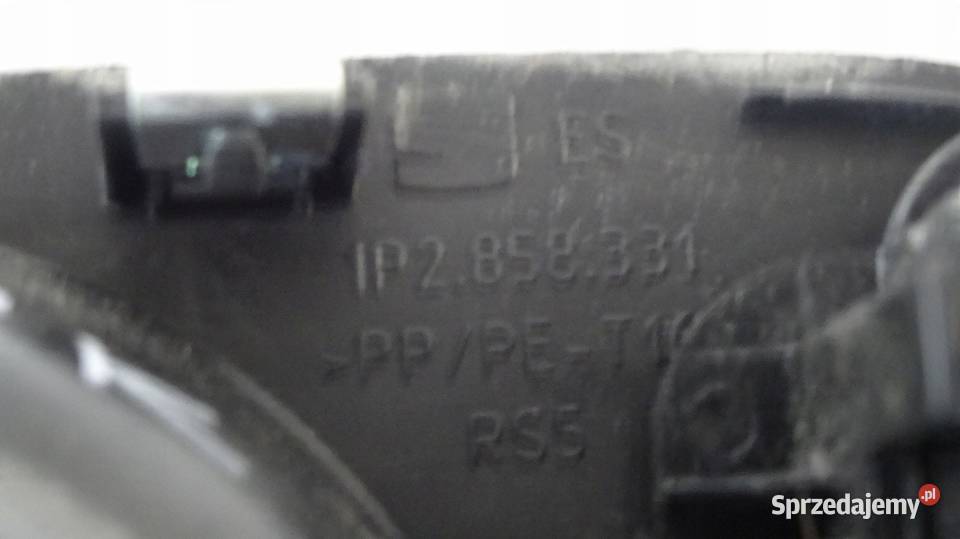 ES
1P2.858.331
>PP/PE-T1
RS5
Sprzedajemy.pl